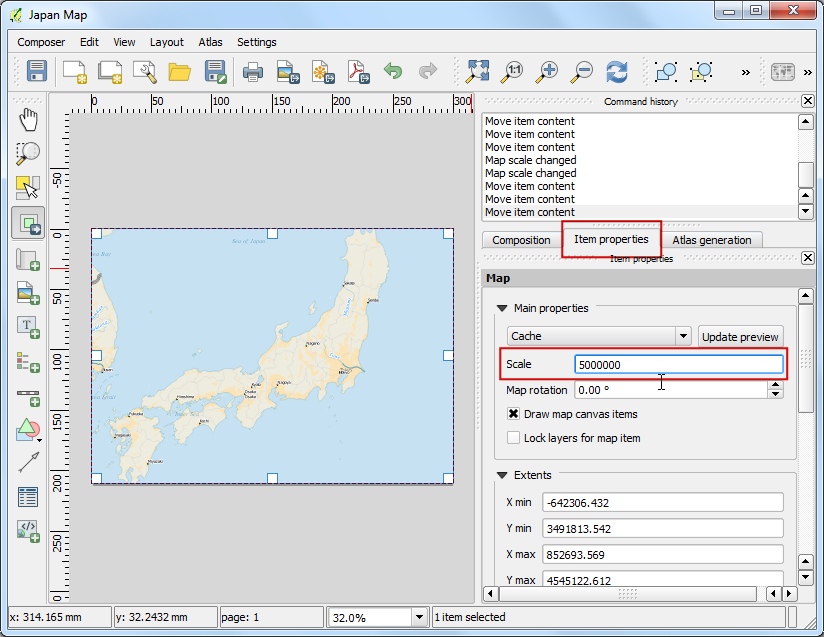 Japan Map
Composer Edit View Layout Atlas Settings
1:1
» »
Command history
Move item content
Move item content
Move item content
Map scale changed
Map scale changed
Move item content
Move item content
Move item content
Composition Item properties Atlas generation
Item properties
Map
Main properties
Cache Update preview
Scale 5000000
Map rotation 0.00 °
Draw map canvas items
Lock layers for map item
Extents
X min -642306.432
Y min 3491813.542
X max 852693.569
Y max 4545122.612
0 50 100 150 200 250 300
-50
0
50
100
150
200
250
300
Sea of Japan
T
</>
x: 314.165 mm y: 32.2432 mm page: 1 32.0% 1 item selected